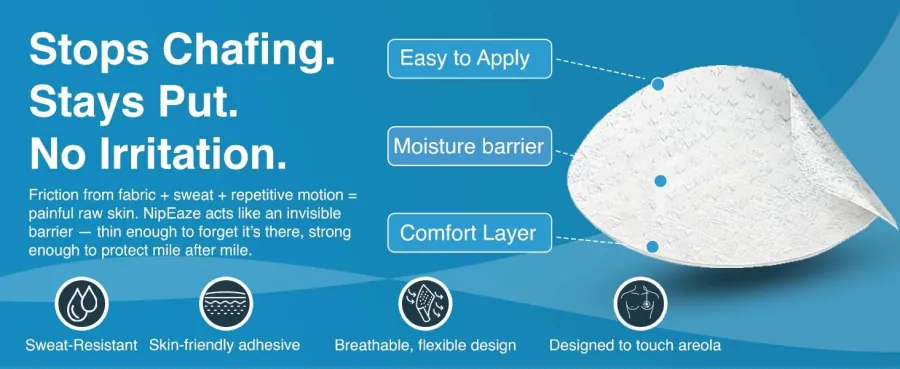 Stops Chafing.
Stays Put.
No Irritation.
Friction from fabric + sweat + repetitive motion =
painful raw skin. NipEaze acts like an invisible
barrier — thin enough to forget it's there, strong
enough to protect mile after mile.
Easy to Apply
Moisture barrier
Comfort Layer
Sweat-Resistant
Skin-friendly adhesive
Breathable, flexible design
Designed to touch areola